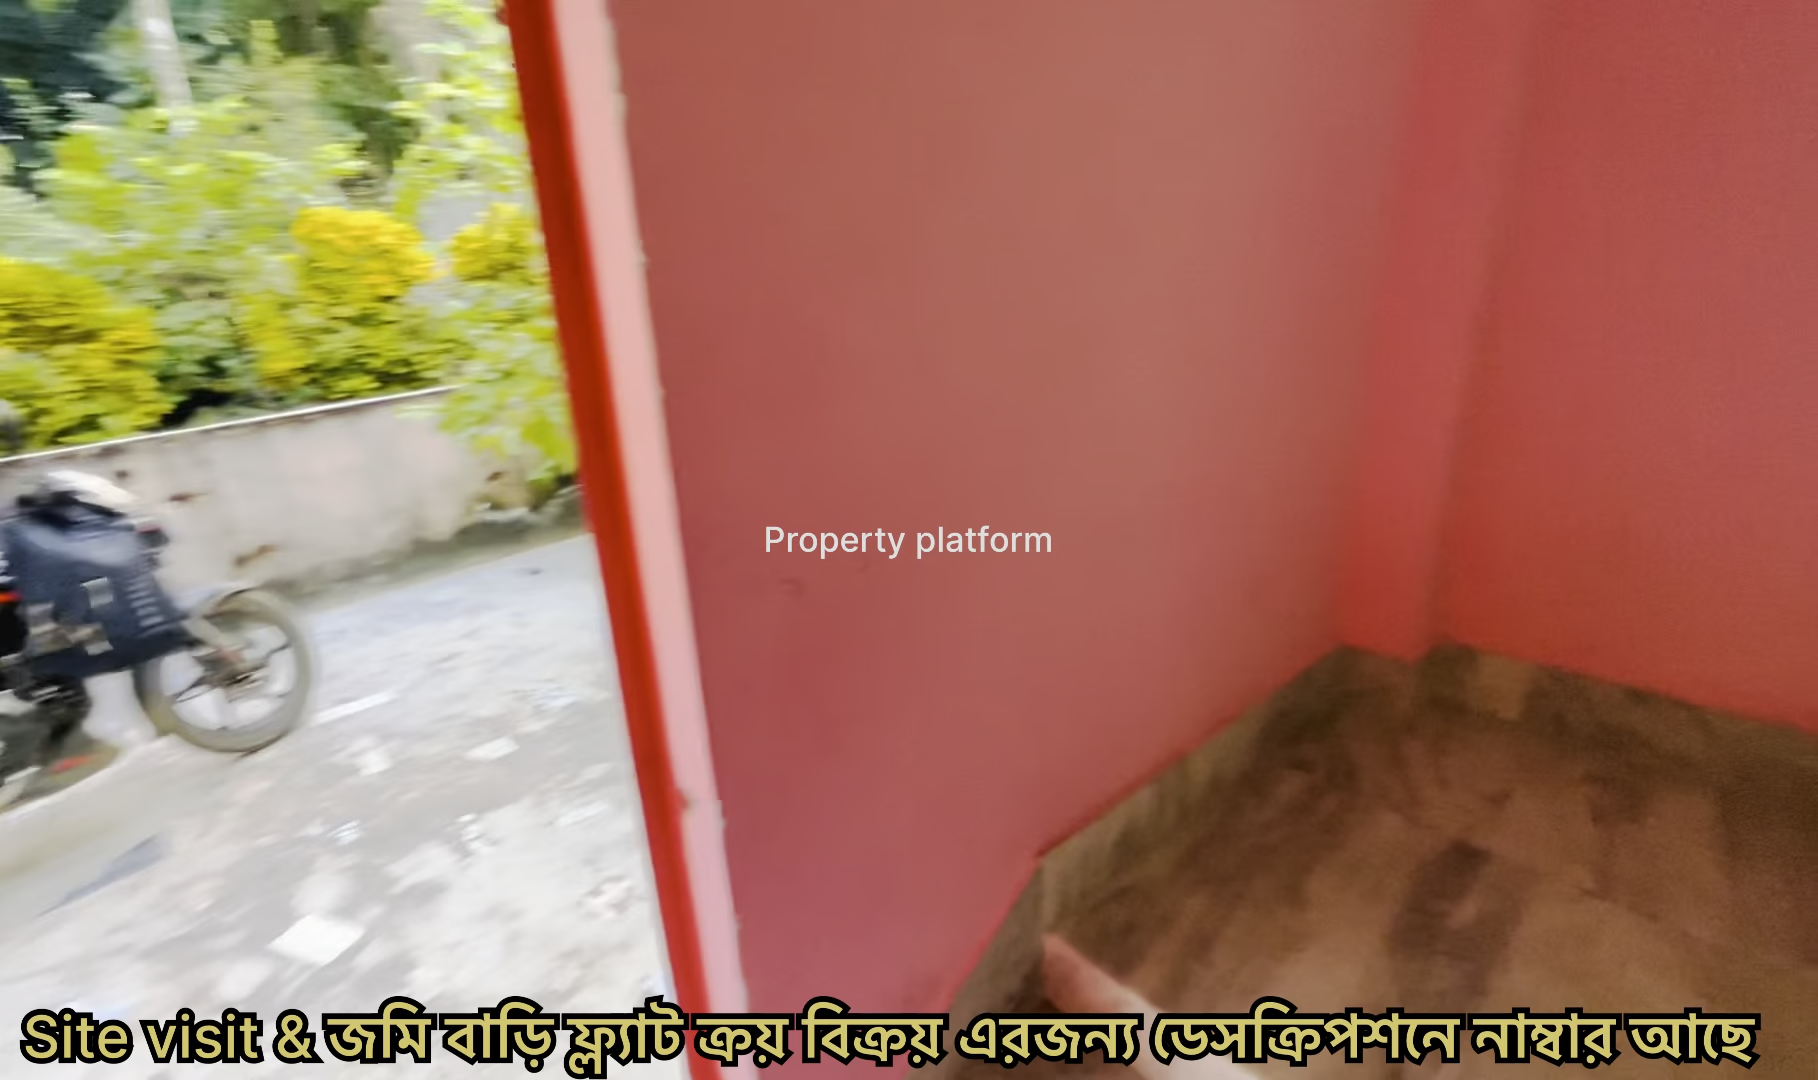 Property platform
Site visit & জমি বাড়ি ফ্ল্যাট ক্রয় বিক্রয় এরজন্য ডেসক্রিপশনে নাম্বার আছে